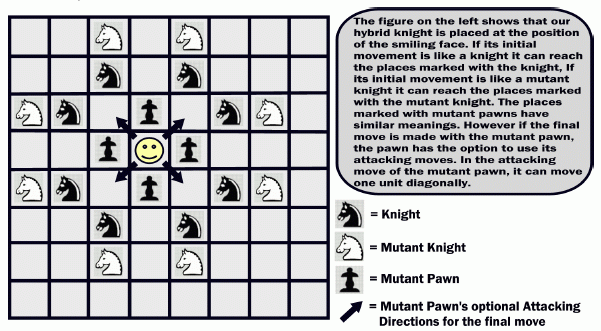 The figure on the left shows that our
hybrid knight is placed at the position
of the smiling face. If its initial
movement is like a knight it can reach
the places marked with the knight, If
its initial movement is like a mutant
knight it can reach the places marked
with the mutant knight. The places
marked with mutant pawns have
similar meanings. However if the final
move is made with the mutant pawn,
the pawn has the option to use its
attacking moves. In the attacking
move of the mutant pawn, it can move
one unit diagonally.
= Knight
= Mutant Knight
= Mutant Pawn
= Mutant Pawn's optional Attacking
Directions for the final move